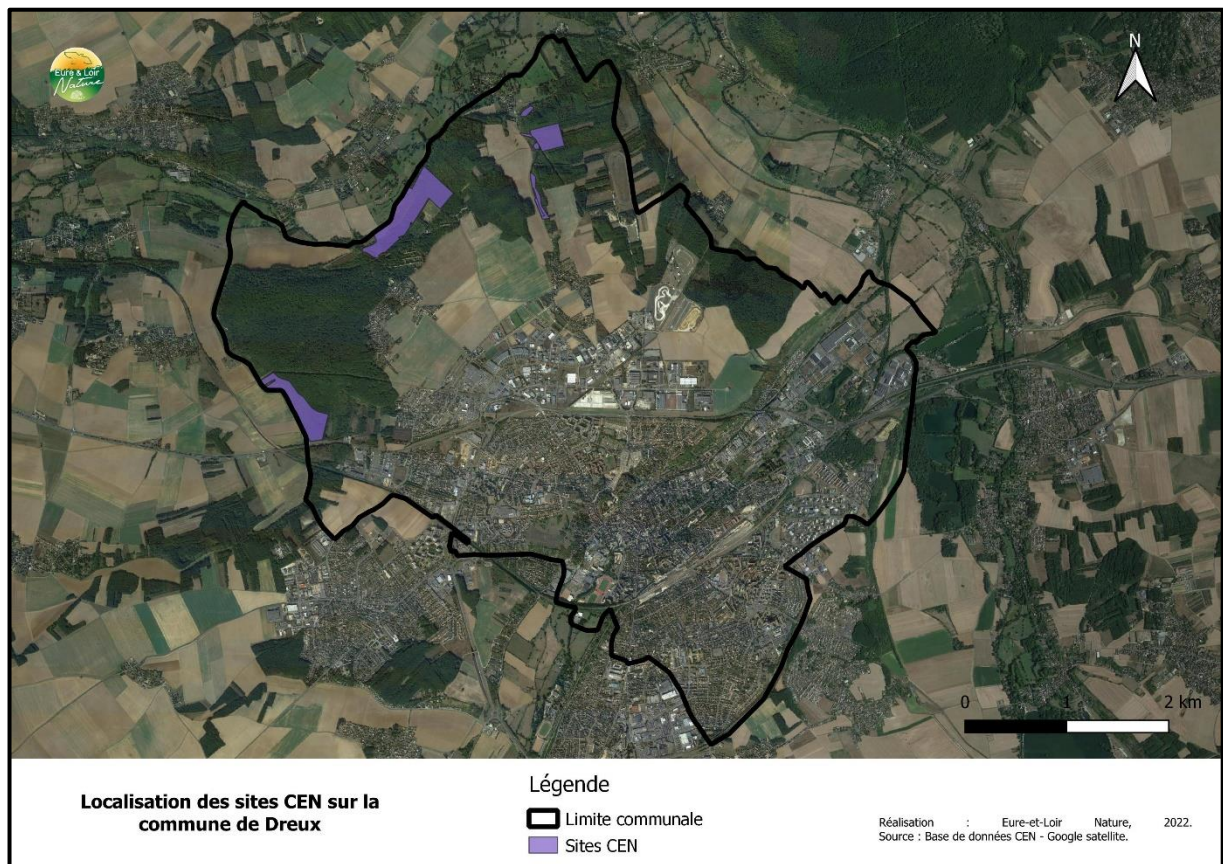 Eure & Loir
Nature
N
0 1 2 km
Localisation des sites CEN sur la
commune de Dreux
Légende
Limite communale
Sites CEN
Réalisation : Eure-et-Loir Nature, 2022.
Source : Base de données CEN - Google satellite.